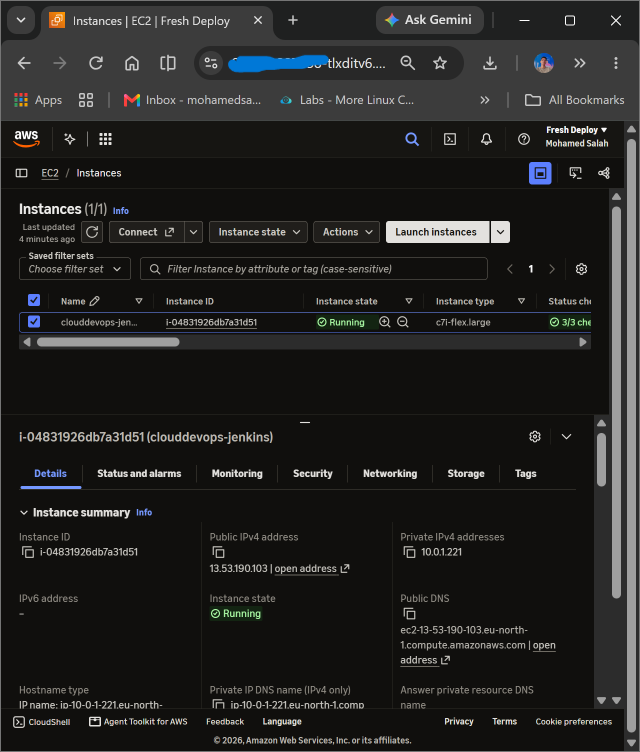 Instances | EC2 | Fresh Deploy
Ask Gemini
-tlxditv6....
Apps
Inbox - mohamedsa...
Labs - More Linux C...
All Bookmarks
aws
Fresh Deploy
Mohamed Salah
EC2 / Instances
Instances (1/1) Info
Last updated
4 minutes ago
Connect
Instance state
Actions
Launch instances
Saved filter sets
Choose filter set
Find Instance by attribute or tag (case-sensitive)
1
Name
Instance ID
Instance state
Instance type
Status che
clouddevops-jen...
i-04831926db7a31d51
Running
c7i-flex.large
3/3 che
i-04831926db7a31d51 (clouddevops-jenkins)
Details
Status and alarms
Monitoring
Security
Networking
Storage
Tags
Instance summary Info
Instance ID
i-04831926db7a31d51
Public IPv4 address
13.53.190.103 | open address
Private IPv4 addresses
10.0.1.221
IPv6 address
–
Instance state
Running
Public DNS
ec2-13-53-190-103.eu-north-
1.compute.amazonaws.com | open
address
Hostname type
IP name: ip-10-0-1-221.eu-north-
Private IP DNS name (IPv4 only)
ip-10-0-1-221.eu-north-1.comp
Answer private resource DNS
name
CloudShell
Agent Toolkit for AWS
Feedback
Language
Privacy
Terms
Cookie preferences
© 2026, Amazon Web Services, Inc. or its affiliates.